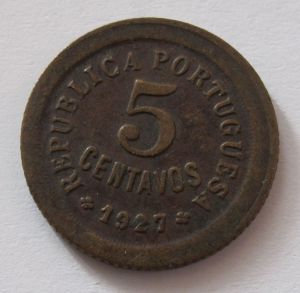 REPUBLICA PORTUGUESA
5
CENTAVOS
* 1927 *